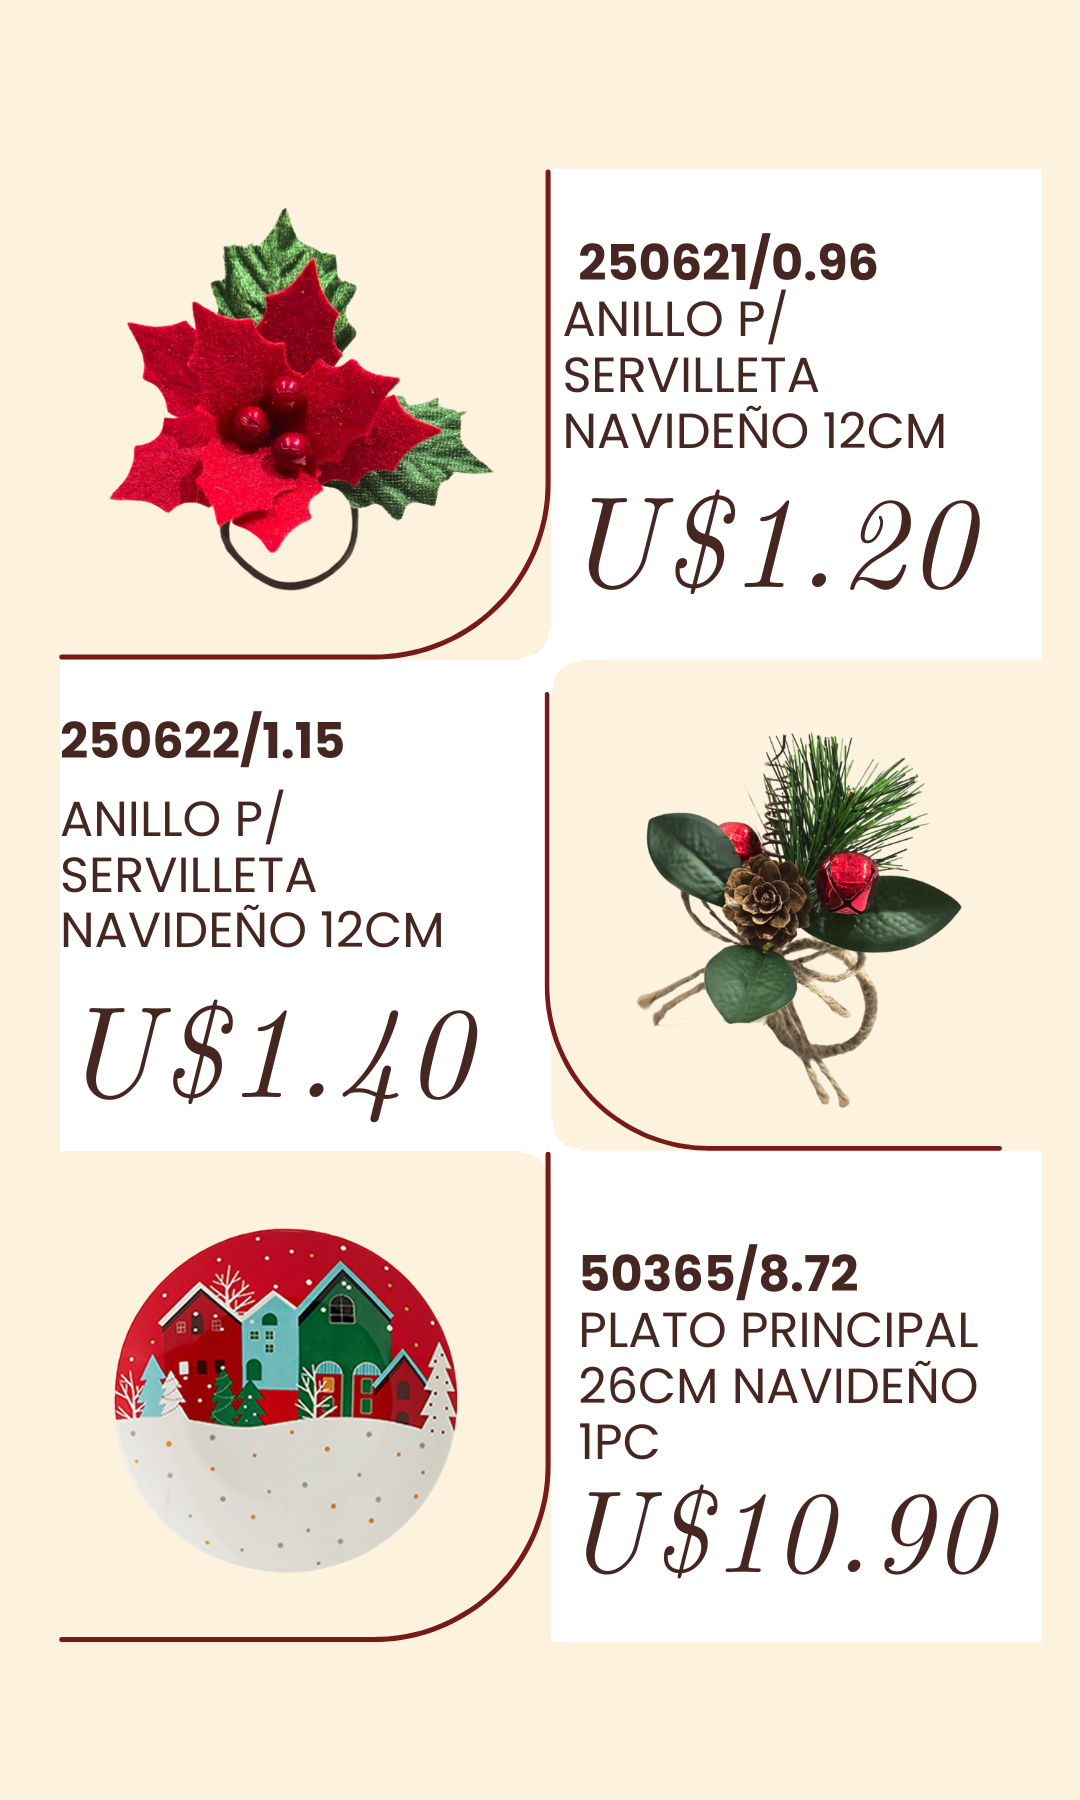 250621/0.96
ANILLO P/
SERVILLETA
NAVIDEÑO 12CM
U$1.20
250622/1.15
ANILLO P/
SERVILLETA
NAVIDEÑO 12CM
U$1.40
50365/8.72
PLATO PRINCIPAL
26CM NAVIDEÑO
1PC
U$10.90